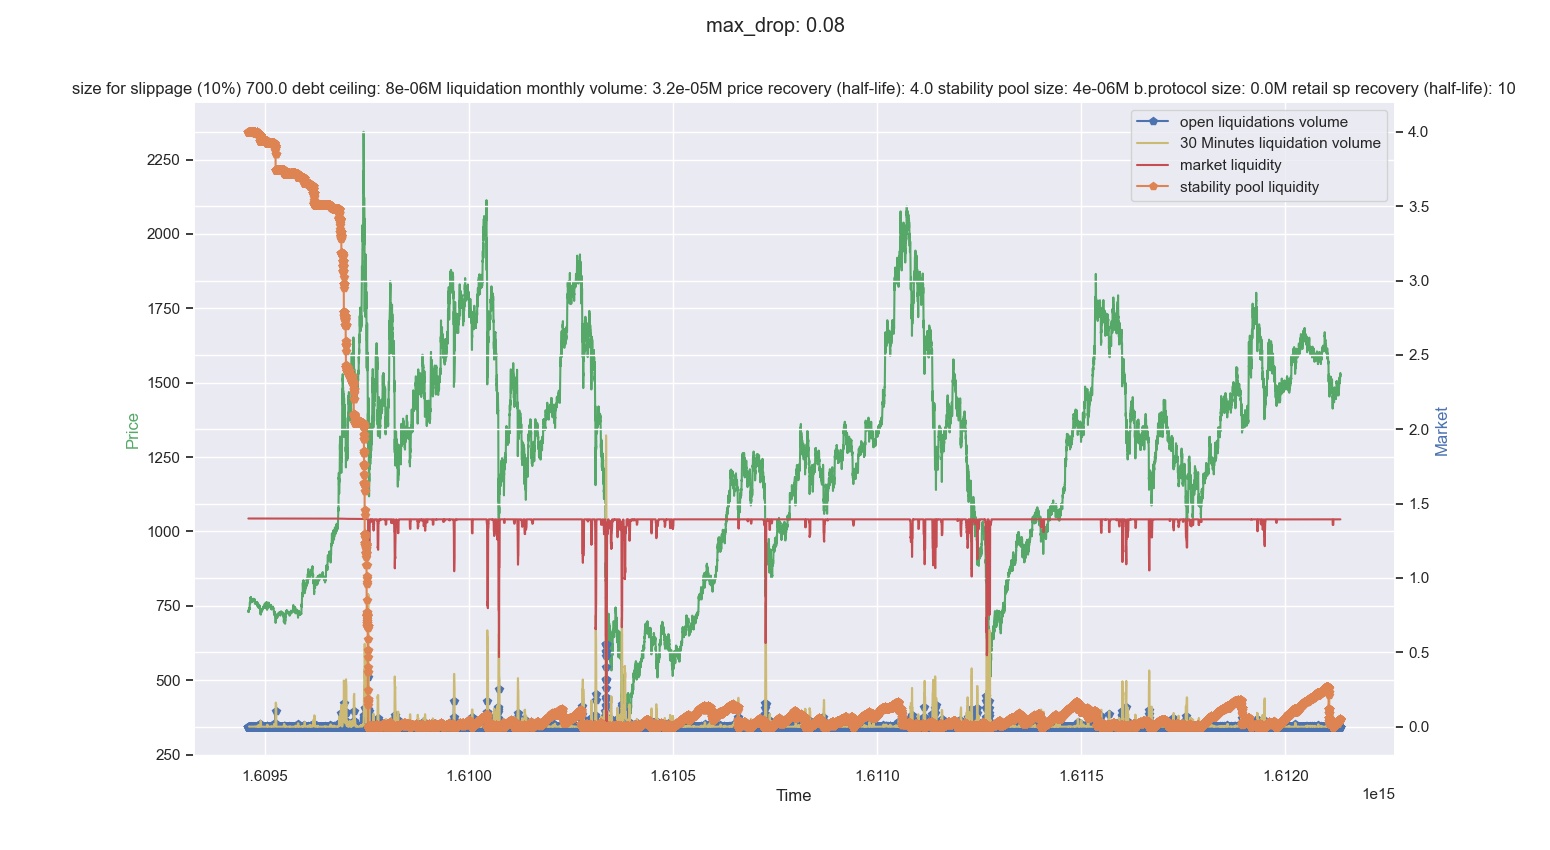 max_drop: 0.08
size for slippage (10%) 700.0 debt ceiling: 8e-06M liquidation monthly volume: 3.2e-05M price recovery (half-life): 4.0 stability pool size: 4e-06M b.protocol size: 0.0M retail sp recovery (half-life): 10
open liquidations volume
30 Minutes liquidation volume
market liquidity
stability pool liquidity
2250
2000
1750
1500
1250
1000
750
500
250
Price
4.0
3.5
3.0
2.5
2.0
1.5
1.0
0.5
0.0
Market
1.6095 1.6100 1.6105 1.6110 1.6115 1.6120
Time
1e15